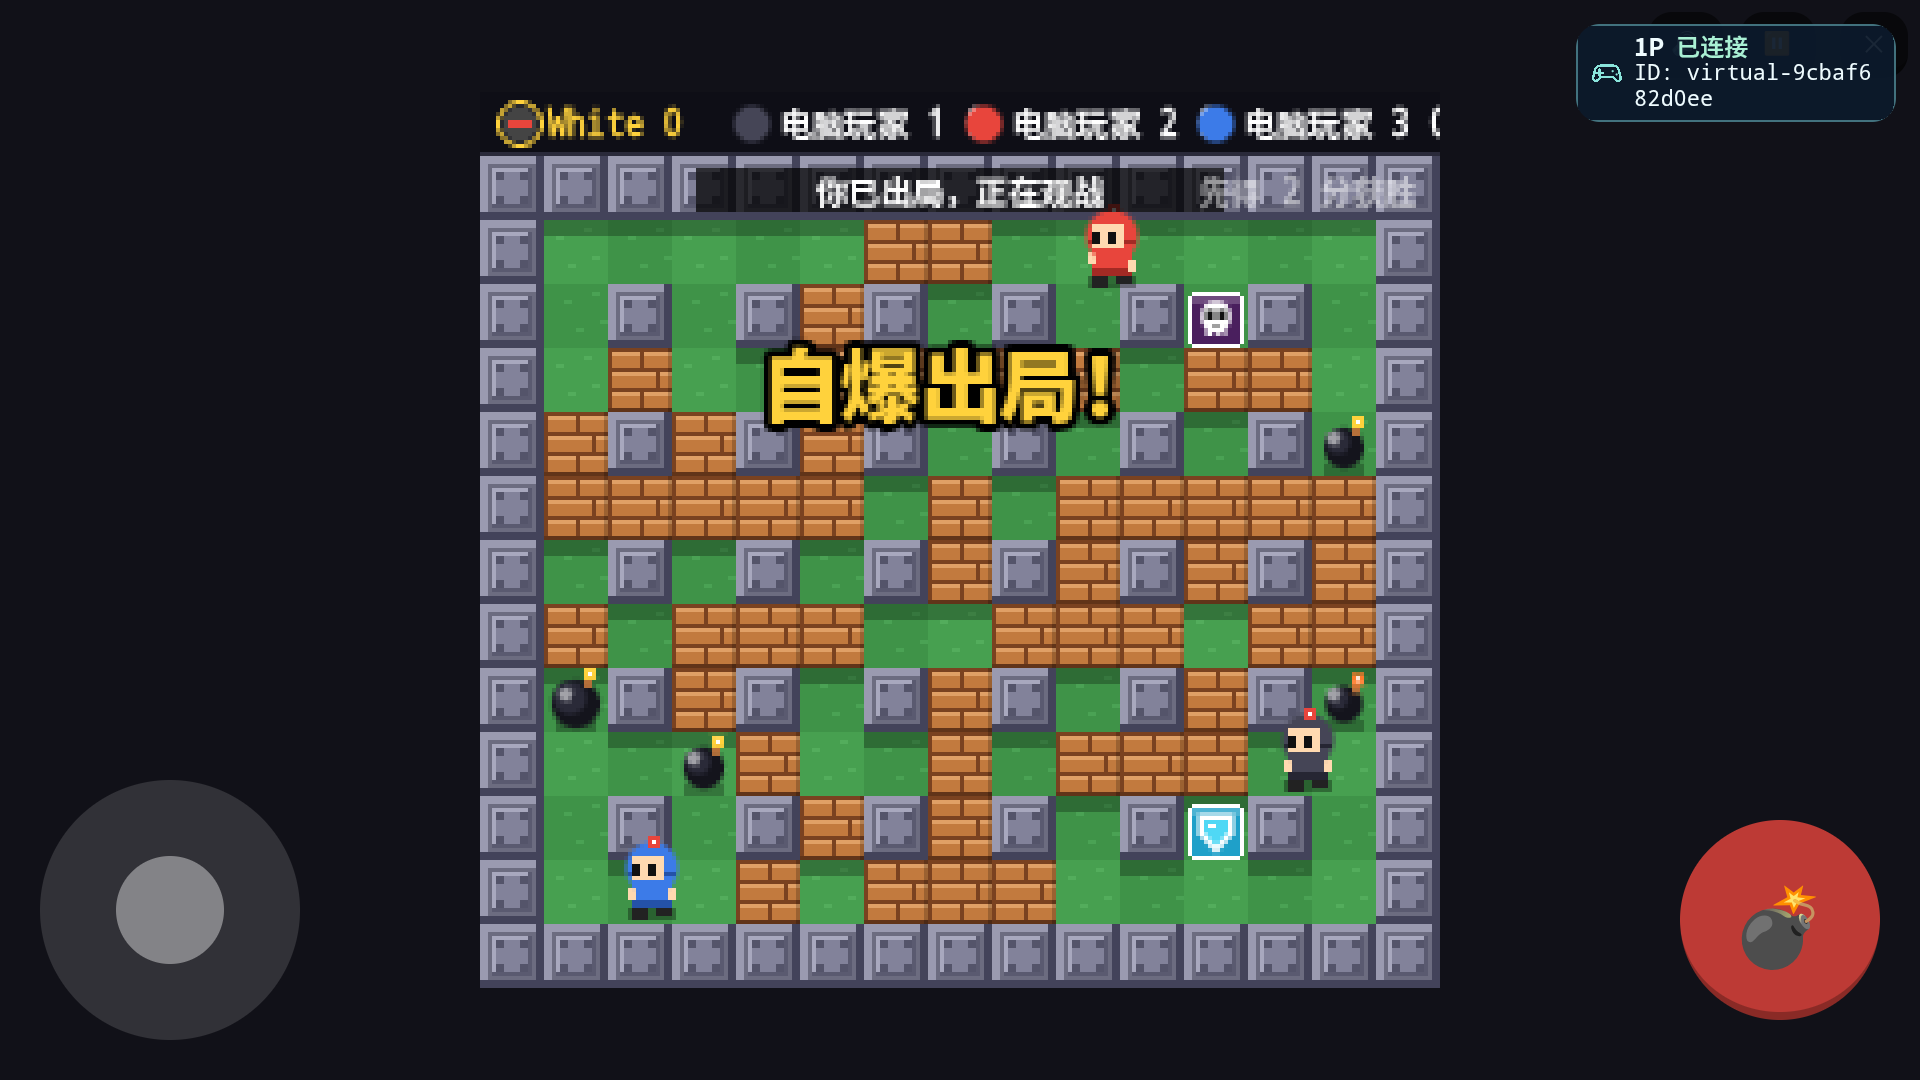 White 0 电脑玩家 1 电脑玩家 2 电脑玩家 3
1P 已连接
ID: virtual-9cbaf6
82d0ee
你已出局，正在观战
先得 2 分获胜
自爆出局！